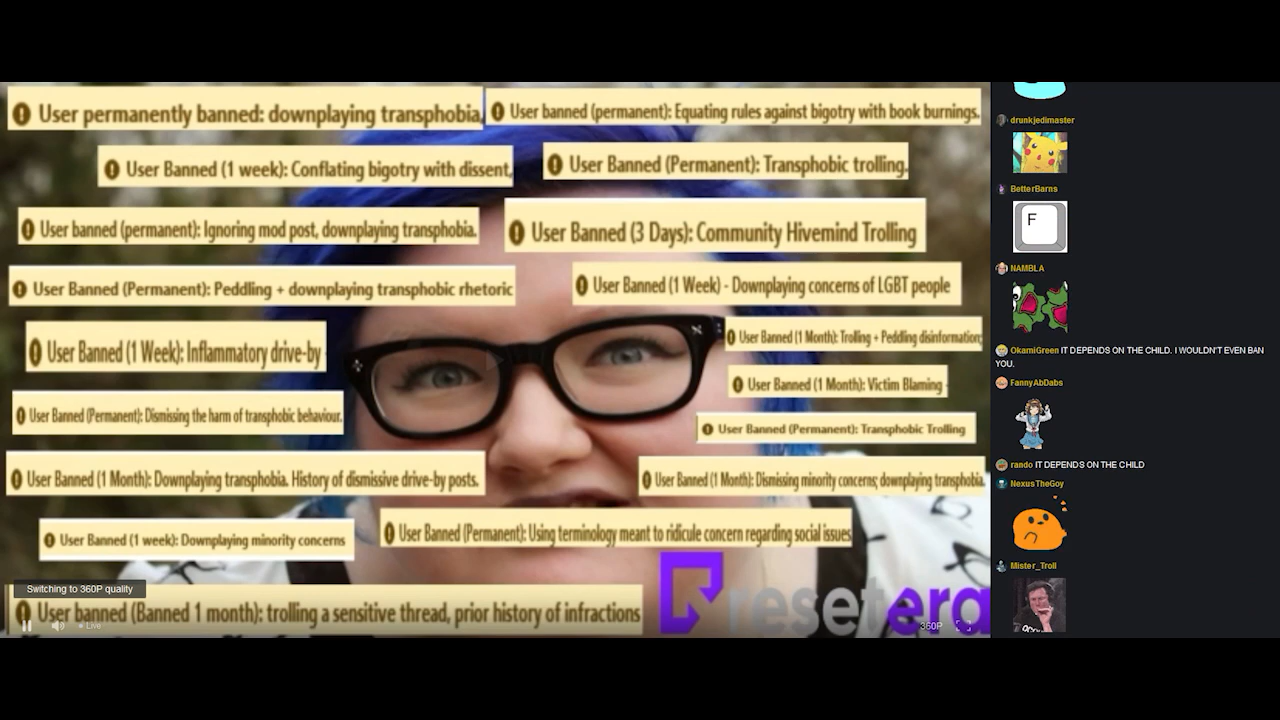 User permanently banned: downplaying transphobia,
User banned (permanent): Equating rules against bigotry with book burnings.
User Banned (1 week): Conflating bigotry with dissent,
User Banned (Permanent): Transphobic trolling.
User banned (permanent): Ignoring mod post, downplaying transphobia.
User Banned (3 Days): Community Hivemind Trolling
User Banned (Permanent): Peddling + downplaying transphobic rhetoric
User Banned (1 Week) - Downplaying concerns of LGBT people
User Banned (1 Week): Inflammatory drive-by
User Banned (1 Month): Trolling + Peddling disinformation;
User Banned (1 Month): Victim Blaming -
User Banned (Permanent): Dismissing the harm of transphobic behaviour.
User Banned (Permanent): Transphobic Trolling
User Banned (1 Month): Downplaying transphobia. History of dismissive drive-by posts.
User Banned (1 Month): Dismissing minority concerns; downplaying transphobia.
User Banned (1 week): Downplaying minority concerns
User Banned (Permanent): Using terminology meant to ridicule concern regarding social issues
Switching to 360P quality
User banned (Banned 1 month): trolling a sensitive thread, prior history of infractions
resetera
Live
360P
drunkjedimaster
BetterBarns
F
NAMBLA
OkamiGreen IT DEPENDS ON THE CHILD. I WOULDN'T EVEN BAN
YOU.
FannyAbDabs
rando IT DEPENDS ON THE CHILD
NexusTheGoy
Mister_Troll